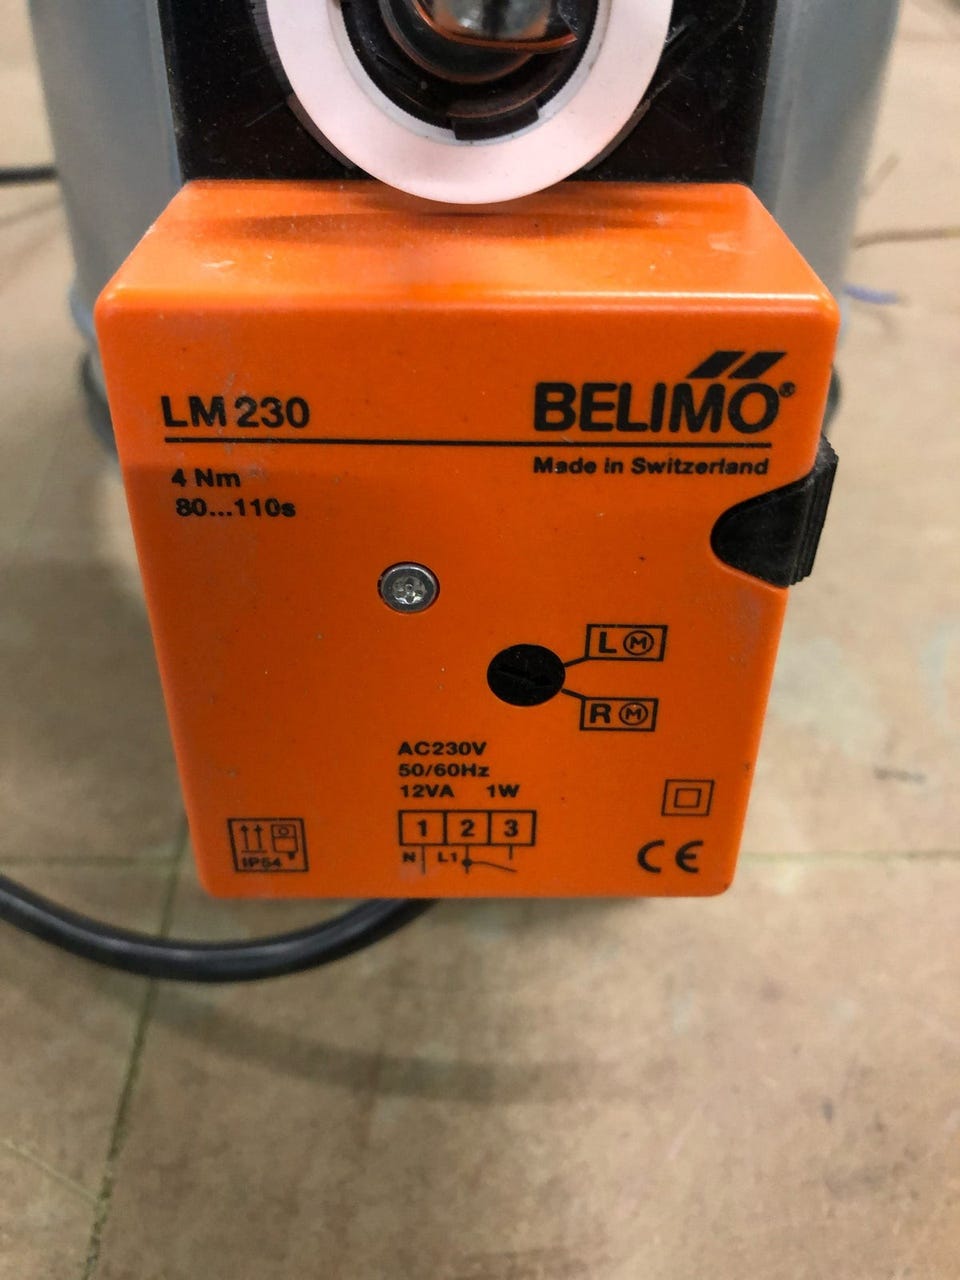 LM 230
BELIMO®
Made in Switzerland
4 Nm
80...110s
L M
R M
AC230V
50/60Hz
12VA 1W
1 2 3
N L1
IP54
CE